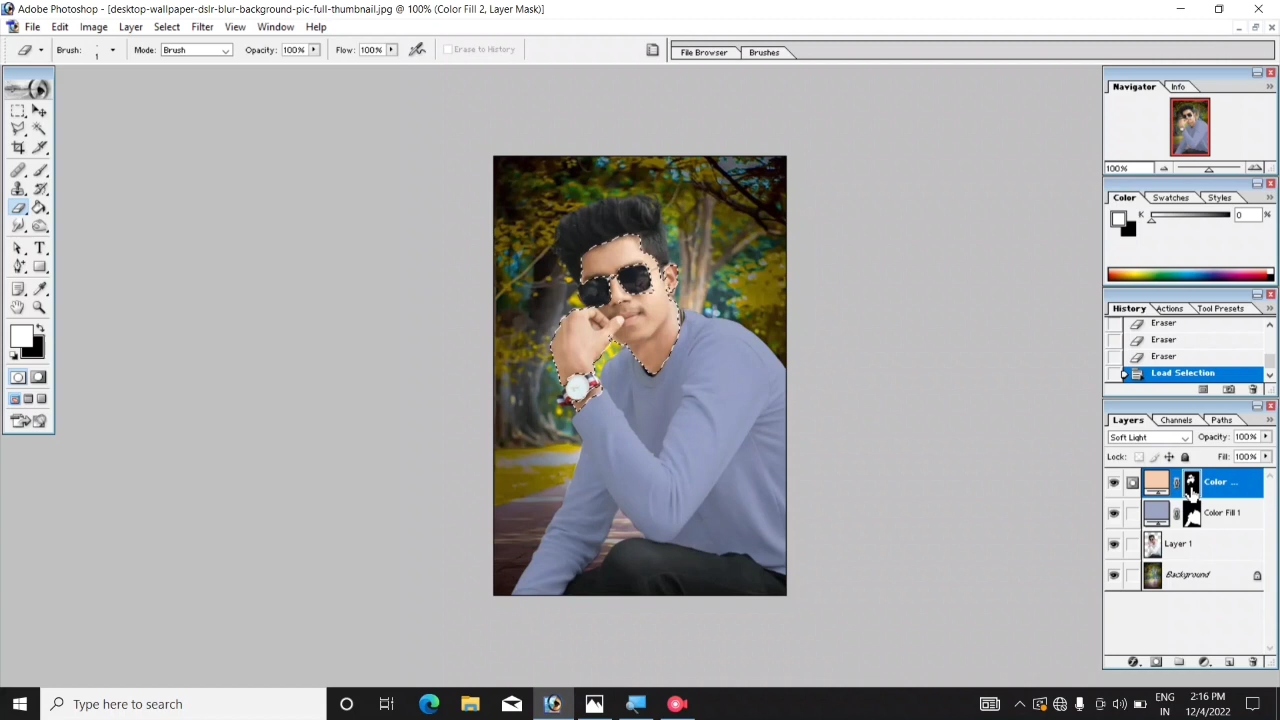 Adobe Photoshop - [desktop-wallpaper-dslr-blur-background-pic-full-thumbnail.jpg @ 100% (Color Fill 2, Layer Mask)]
File Edit Image Layer Select Filter View Window Help
Brush: 1 Mode: Brush Opacity: 100% Flow: 100% Erase to History File Browser Brushes
Navigator Info
100%
Color Swatches Styles
K 0 %
History Actions Tool Presets
Eraser
Eraser
Eraser
Load Selection
Layers Channels Paths
Soft Light Opacity: 100%
Lock: Fill: 100%
Color ...
Color Fill 1
Layer 1
Background
Type here to search
ENG
IN
2:16 PM
12/4/2022